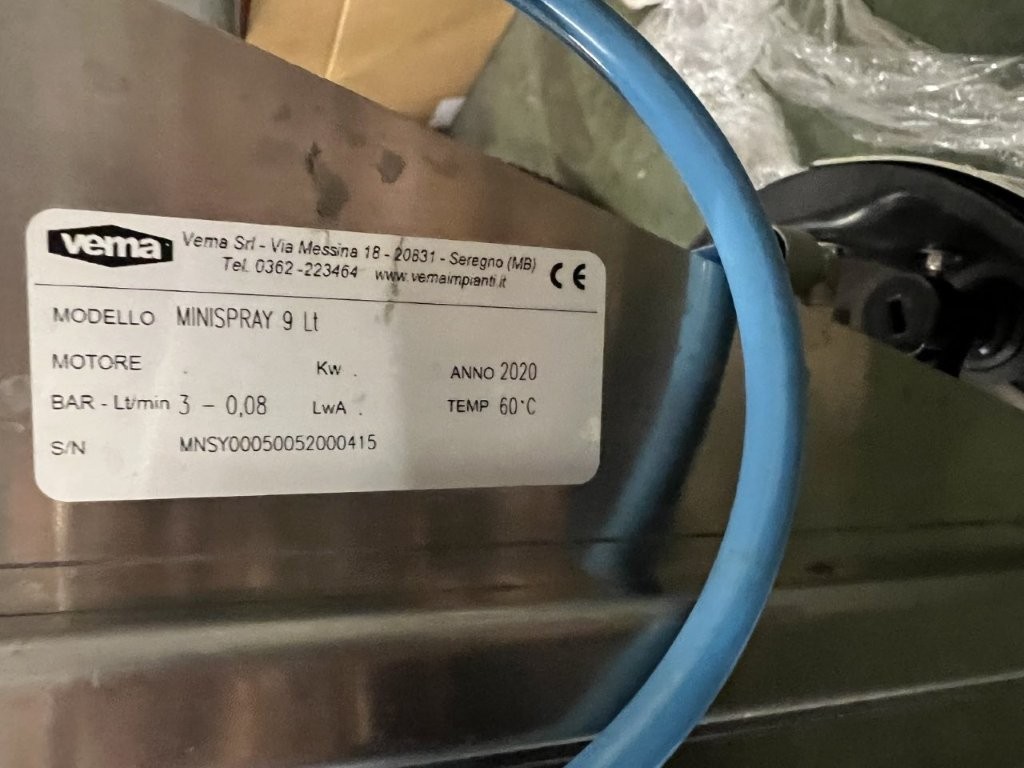 vema
Vema Srl - Via Messina 18 - 20831 - Seregno (MB)
Tel. 0362 -223464 www.vemaimpianti.it
CE
MODELLO MINISPRAY 9 Lt
MOTORE . Kw . ANNO 2020
BAR - Lt/min 3 - 0,08 LwA . TEMP 60°C
S/N MNSY00050052000415